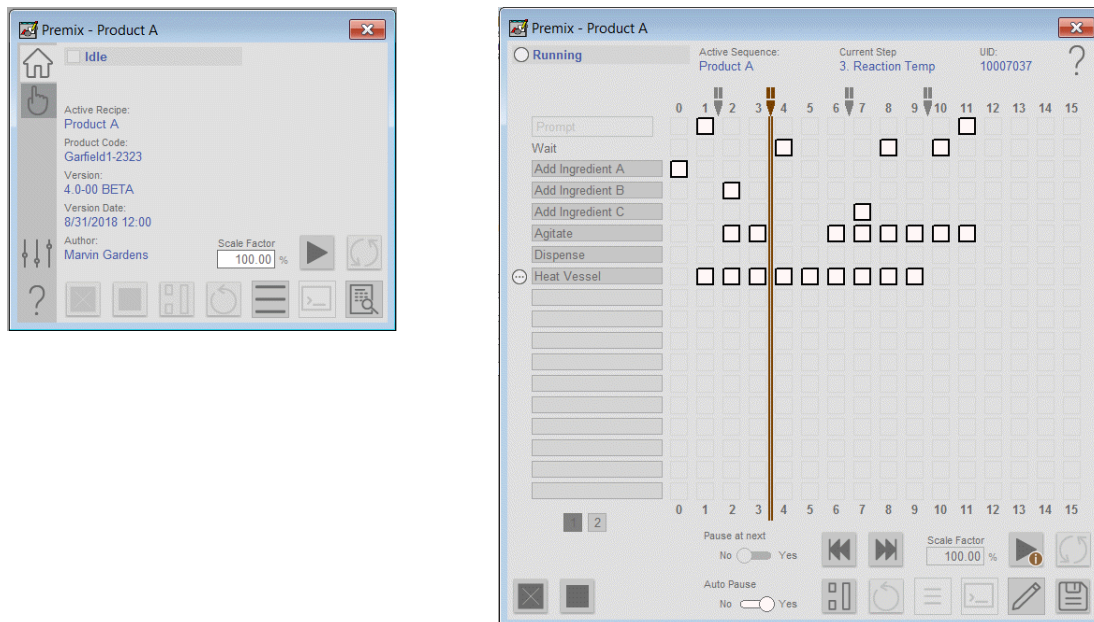 Premix - Product A
Idle
Active Recipe:
Product A
Product Code:
Garfield1-2323
Version:
4.0-00 BETA
Version Date:
8/31/2018 12:00
Author:
Marvin Gardens
Scale Factor
100.00 %
?
Premix - Product A
Running
Active Sequence:
Product A
Current Step
3. Reaction Temp
UID:
10007037
?
0 1 2 3 4 5 6 7 8 9 10 11 12 13 14 15
Prompt
Wait
Add Ingredient A
Add Ingredient B
Add Ingredient C
Agitate
Dispense
Heat Vessel
0 1 2 3 4 5 6 7 8 9 10 11 12 13 14 15
1 2
Pause at next
No Yes
Scale Factor
100.00 %
Auto Pause
No Yes